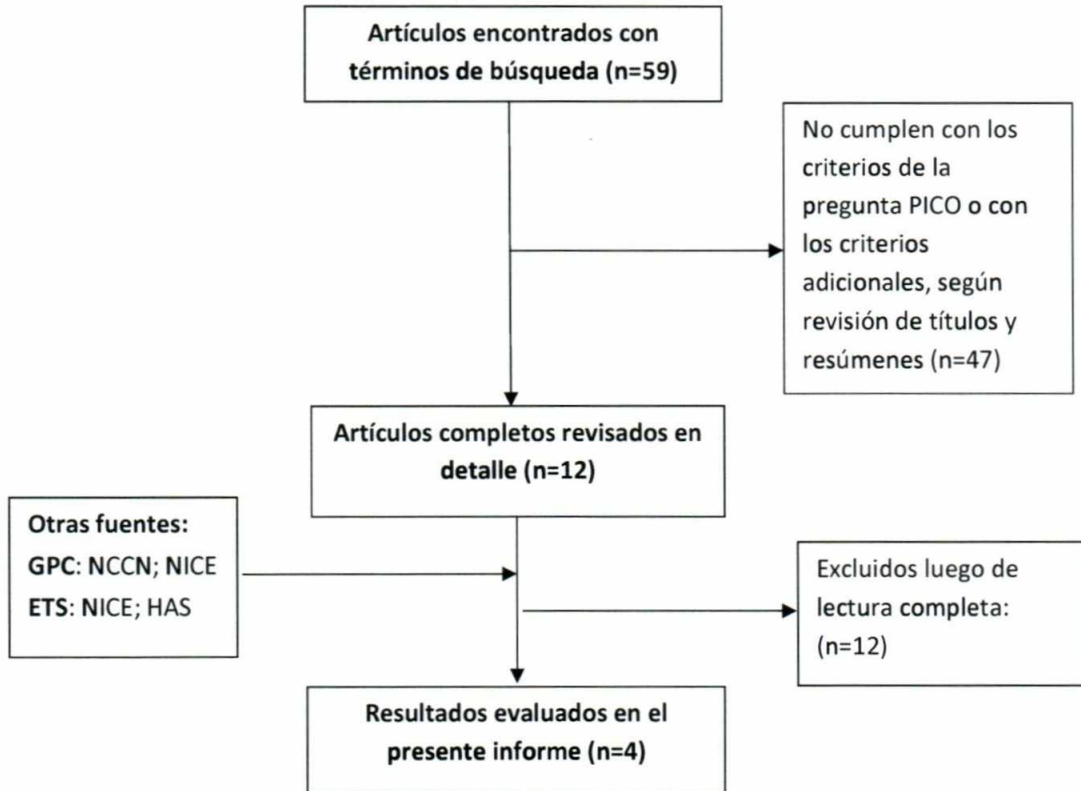 Artículos encontrados con
términos de búsqueda (n=59)
No cumplen con los
criterios de la
pregunta PICO o con
los criterios
adicionales, según
revisión de títulos y
resúmenes (n=47)
Artículos completos revisados en
detalle (n=12)
Otras fuentes:
GPC: NCCN; NICE
ETS: NICE; HAS
Excluidos luego de
lectura completa:
(n=12)
Resultados evaluados en el
presente informe (n=4)